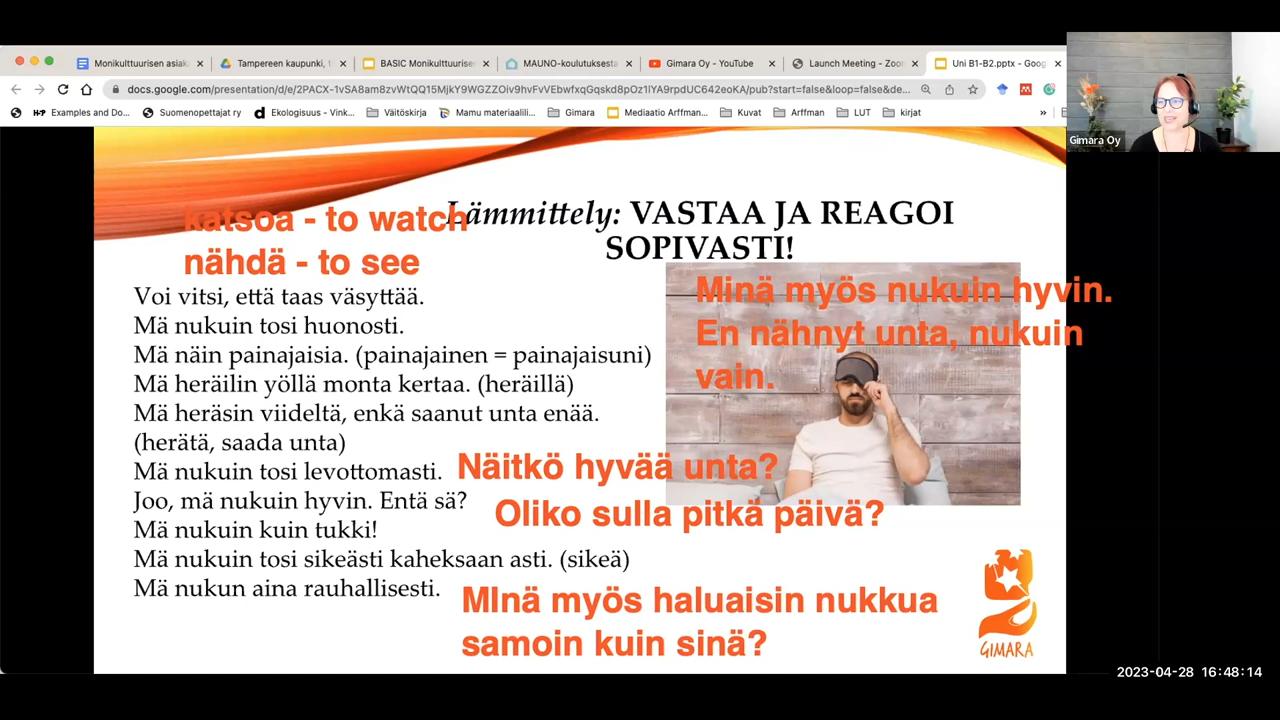 Monikulttuurisen asiak
Tampereen kaupunki, t
BASIC Monikulttuurise
MAUNO-koulutuksesta
Gimara Oy - YouTube
Launch Meeting - Zoo
Uni B1-B2.pptx - Goog
docs.google.com/presentation/d/e/2PACX-1vSA8am8zvWtQQ15MjkY9WGZZOiv9hvFvVEbwfxqGqskd8pOz1lYA9rpdUC642eoKA/pub?start=false&loop=false&de...
Examples and Do...
Suomenopettajat ry
Ekologisuus - Vink...
Väitöskirja
Mamu materiaalili...
Gimara
Mediaatio Arffman...
Kuvat
Arffman
LUT
kirjat
»
Gimara Oy
katsoa - to watch
nähdä - to see
Lämmittely: VASTAA JA REAGOI
SOPIVASTI!
Voi vitsi, että taas väsyttää.
Mä nukuin tosi huonosti.
Mä näin painajaisia. (painajainen = painajaisuni)
Mä heräilin yöllä monta kertaa. (heräillä)
Mä heräsin viideltä, enkä saanut unta enää.
(herätä, saada unta)
Mä nukuin tosi levottomasti.
Joo, mä nukuin hyvin. Entä sä?
Mä nukuin kuin tukki!
Mä nukuin tosi sikeästi kaheksaan asti. (sikeä)
Mä nukun aina rauhallisesti.
Minä myös nukuin hyvin.
En nähnyt unta, nukuin
vain.
Näitkö hyvää unta?
Oliko sulla pitkä päivä?
MInä myös haluaisin nukkua
samoin kuin sinä?
GIMARA
2023-04-28 16:48:14